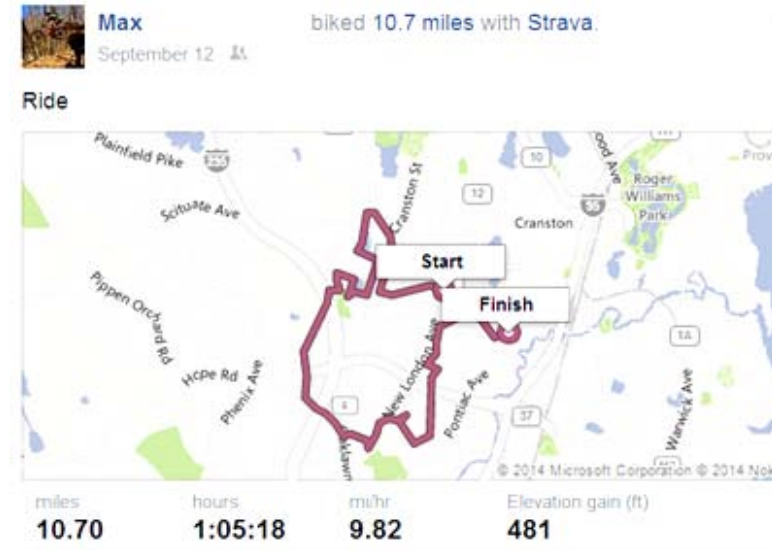 Max biked 10.7 miles with Strava.
September 12
Ride
Plainfield Pike
295
Scituate Ave
Cranston St
10
12
95
Roger
Williams
Park
Cranston
Start
Finish
Pippen Orchard Rd
Hope Rd
Phenix Ave
New London Ave
Pontiac Ave
1A
Warwick Ave
37
© 2014 Microsoft Corporation © 2014 Nok
miles hours mi/hr Elevation gain (ft)
10.70 1:05:18 9.82 481